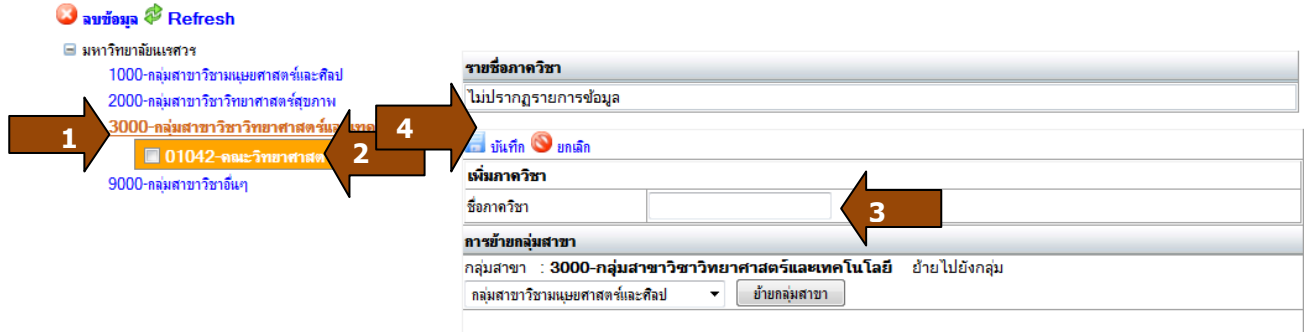 ลบข้อมูล Refresh
มหาวิทยาลัยนเรศวร
1000-กลุ่มสาขาวิชามนุษยศาสตร์และศิลป
2000-กลุ่มสาขาวิชาวิทยาศาสตร์สุขภาพ
3000-กลุ่มสาขาวิชาวิทยาศาสตร์และเทค
01042-คณะวิทยาศาสต
9000-กลุ่มสาขาวิชาอื่นๆ
1
2
4
รายชื่อภาควิชา
ไม่ปรากฏรายการข้อมูล
บันทึก ยกเลิก
เพิ่มภาควิชา
ชื่อภาควิชา
3
การย้ายกลุ่มสาขา
กลุ่มสาขา : 3000-กลุ่มสาขาวิชาวิทยาศาสตร์และเทคโนโลยี ย้ายไปยังกลุ่ม
กลุ่มสาขาวิชามนุษยศาสตร์และศิลป ย้ายกลุ่มสาขา